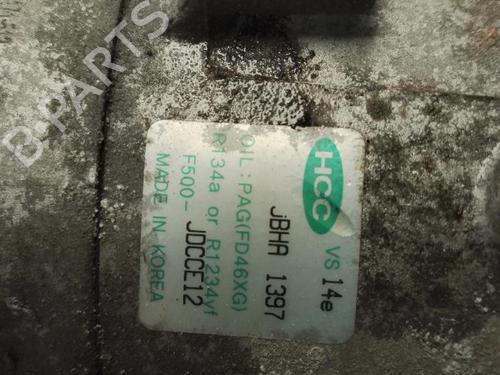 HCC VS 14e
jBHA 1397
OIL : PAG(FD46XG)
R134a or R1234yf
F500- JDCCE12
MADE IN KOREA
B-PARTS